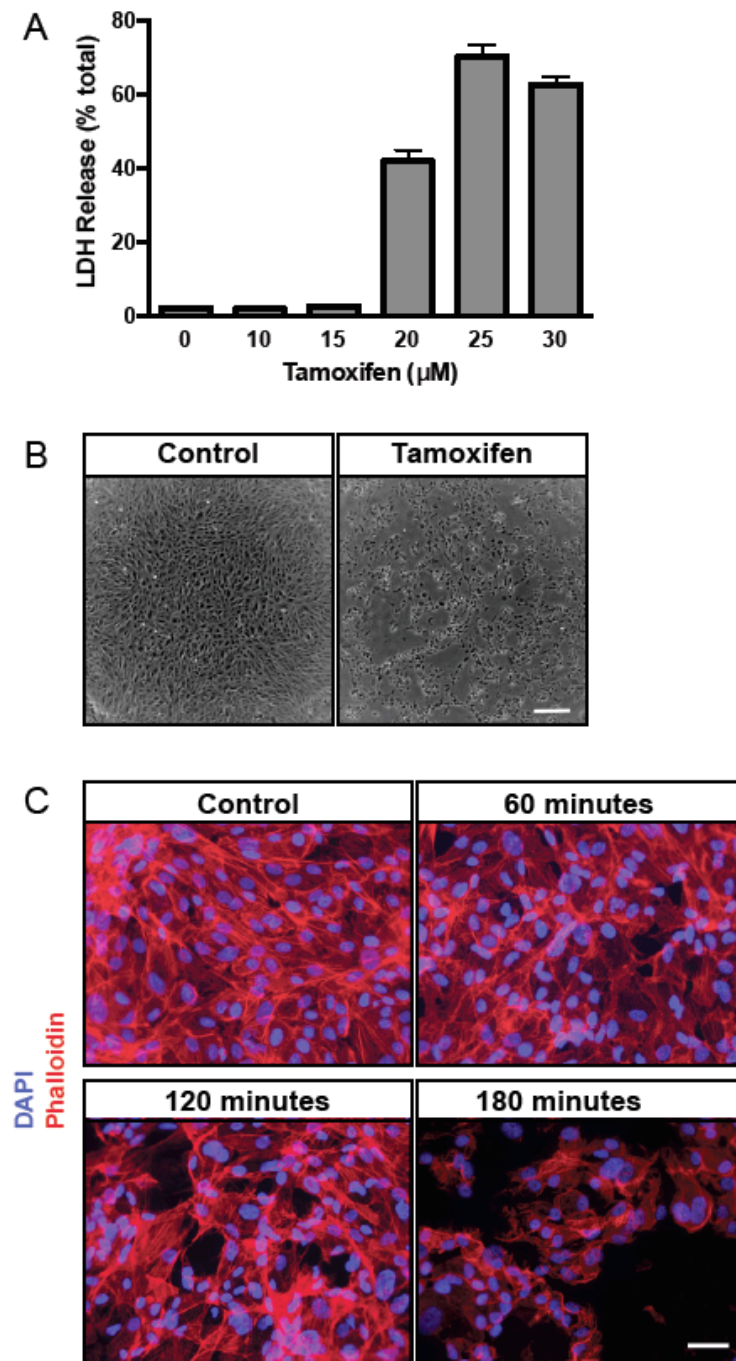 A
LDH Release (% total)
80
60
40
20
0
0 10 15 20 25 30
Tamoxifen (µM)
B
Control Tamoxifen
C
Control 60 minutes
120 minutes 180 minutes
DAPI
Phalloidin